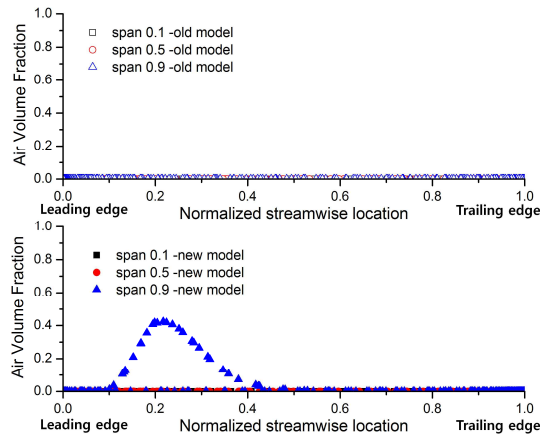 1.0
0.8
0.6
0.4
0.2
0.0
Air Volume Fraction
span 0.1 -old model
span 0.5 -old model
span 0.9 -old model
0.0 0.2 0.4 0.6 0.8 1.0
Leading edge Normalized streamwise location Trailing edge
1.0
0.8
0.6
0.4
0.2
0.0
Air Volume Fraction
span 0.1 -new model
span 0.5 -new model
span 0.9 -new model
0.0 0.2 0.4 0.6 0.8 1.0
Leading edge Normalized streamwise location Trailing edge